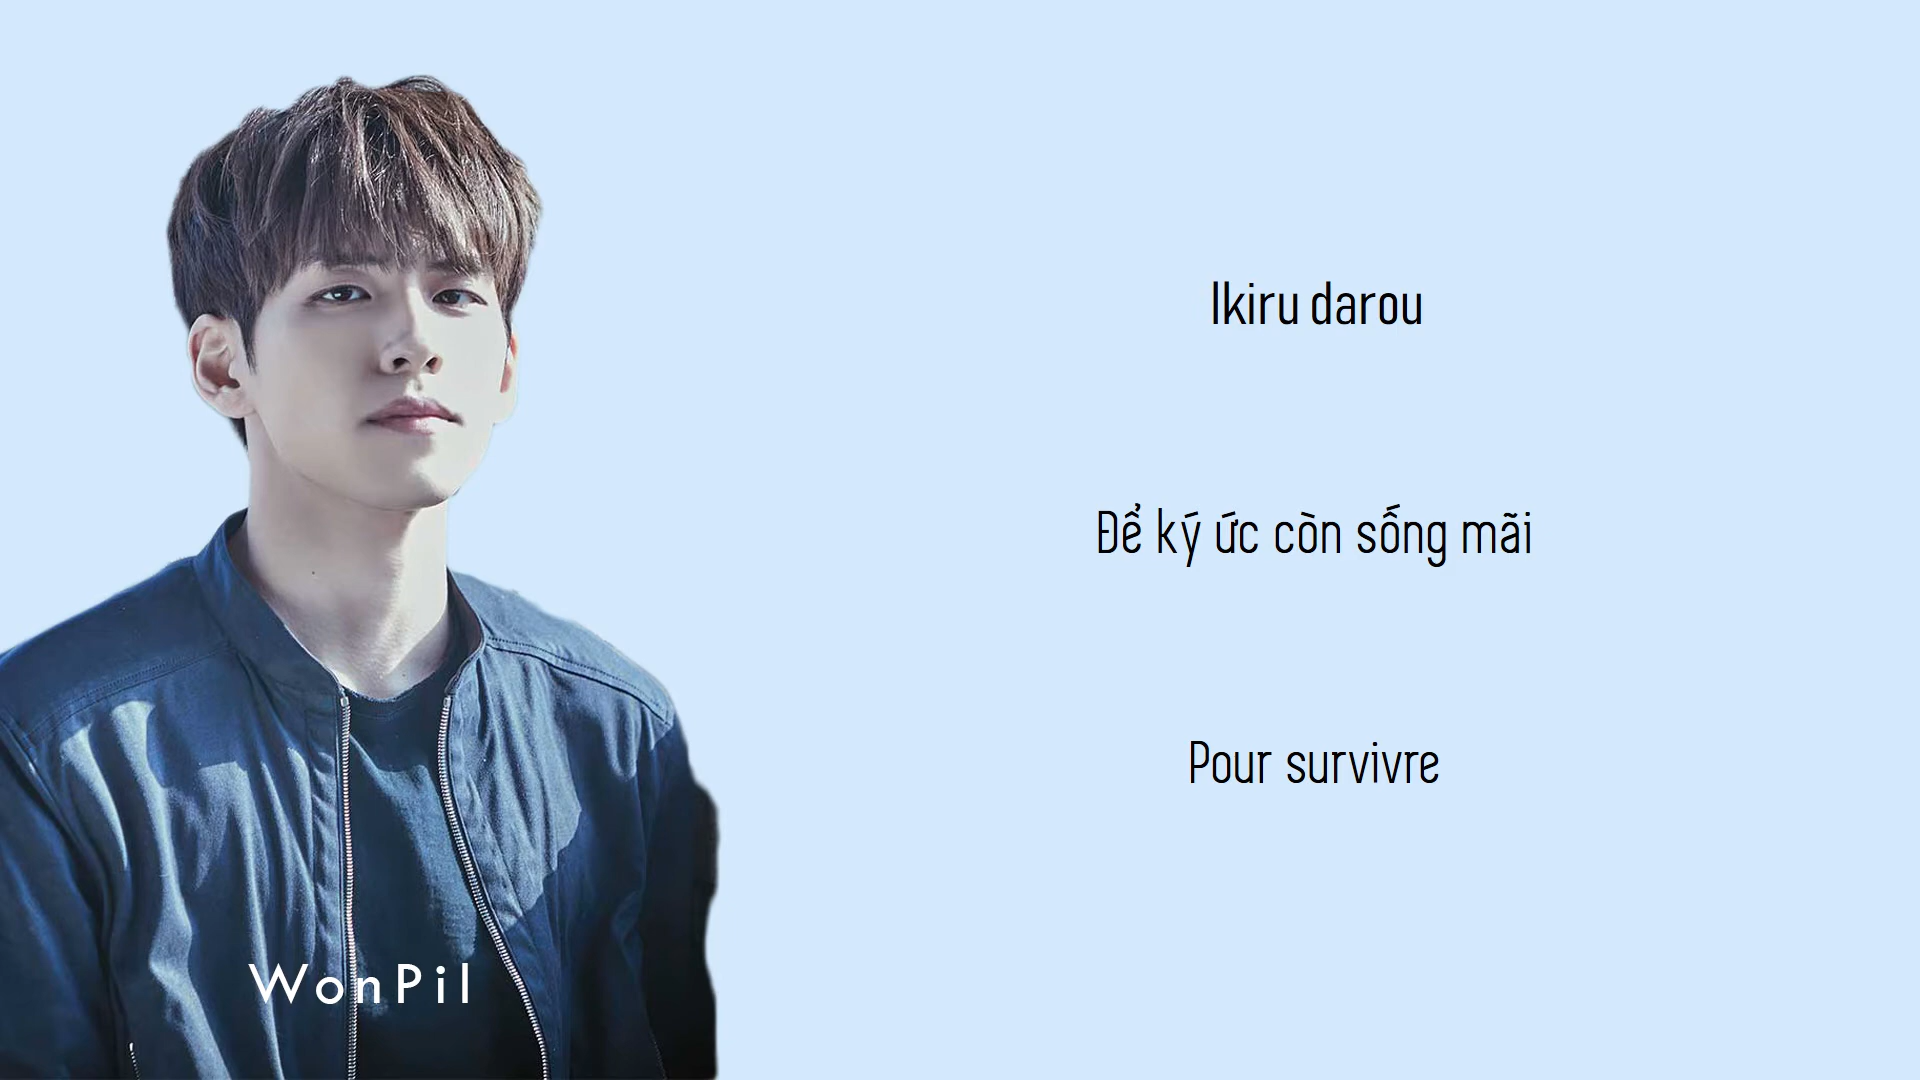 Ikiru darou
Để ký ức còn sống mãi
Pour survivre
WonPil